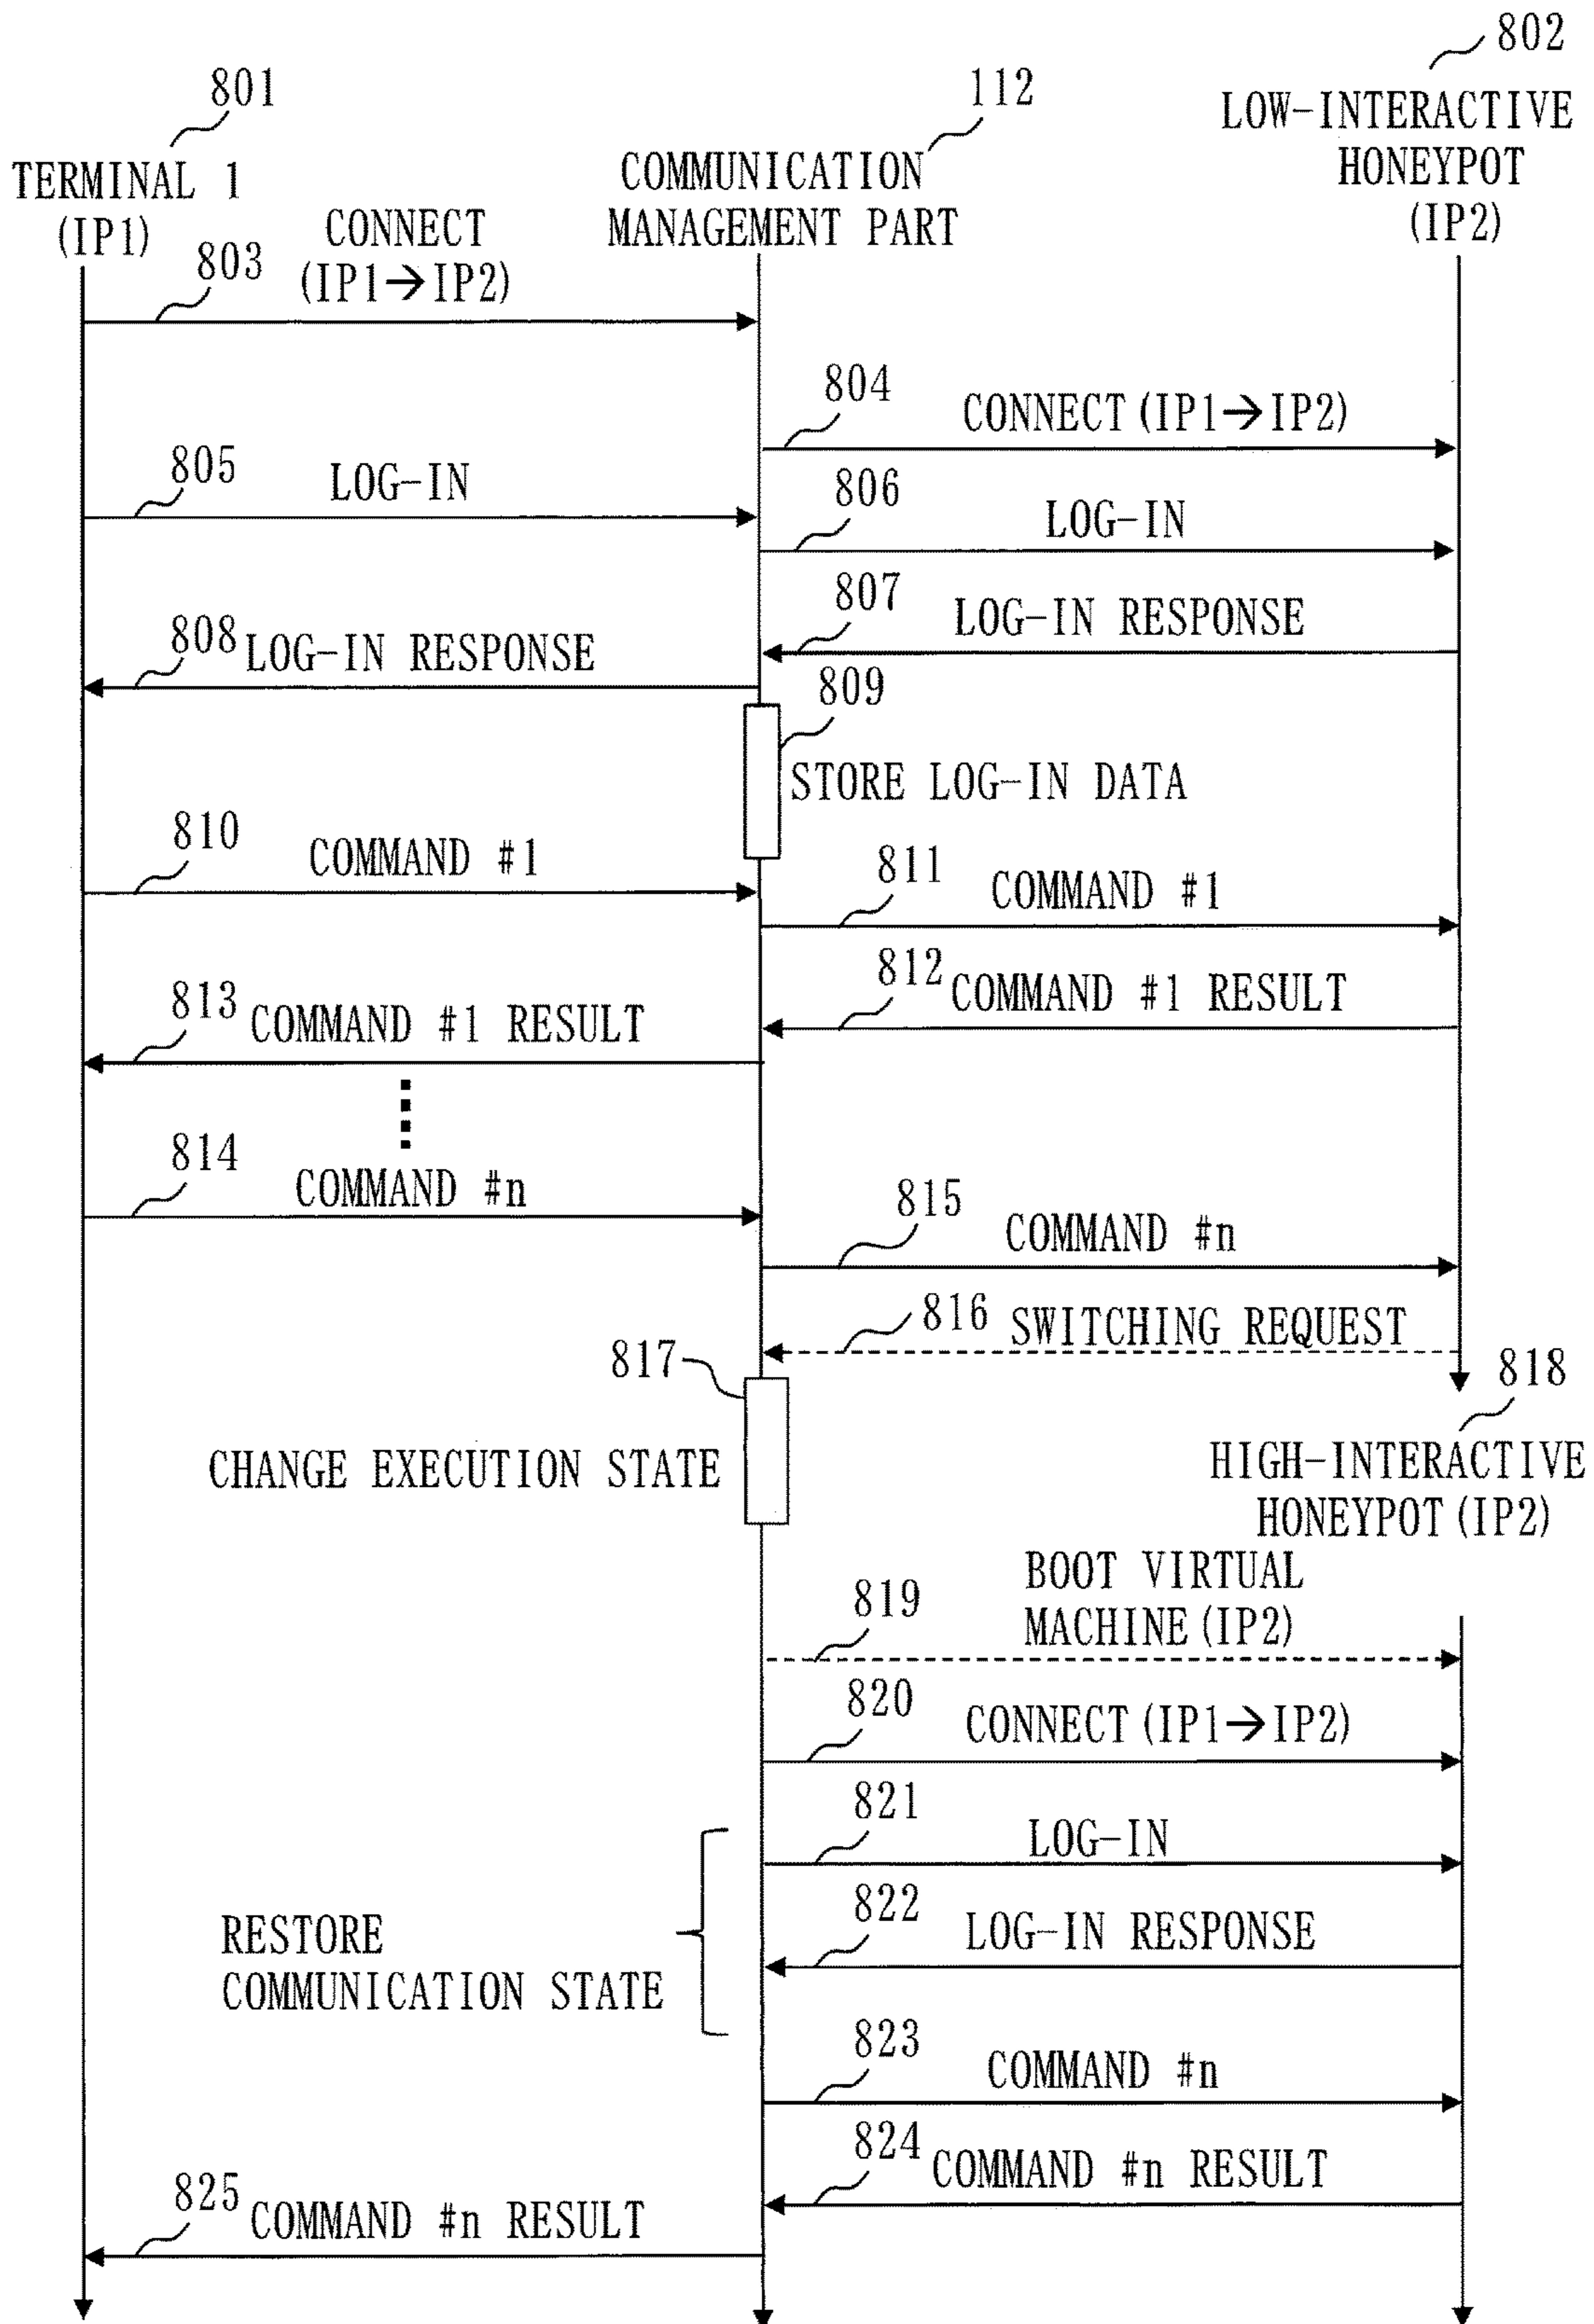 802
LOW-INTERACTIVE
HONEYPOT
(IP2)
801
TERMINAL 1
(IP1)
112
COMMUNICATION
MANAGEMENT PART
803
CONNECT
(IP1→IP2)
804
CONNECT (IP1→IP2)
805
LOG-IN
806
LOG-IN
807
LOG-IN RESPONSE
808
LOG-IN RESPONSE
809
STORE LOG-IN DATA
810
COMMAND #1
811
COMMAND #1
812
COMMAND #1 RESULT
813
COMMAND #1 RESULT
814
COMMAND #n
815
COMMAND #n
816
SWITCHING REQUEST
817
CHANGE EXECUTION STATE
818
HIGH-INTERACTIVE
HONEYPOT (IP2)
819
BOOT VIRTUAL
MACHINE (IP2)
820
CONNECT (IP1→IP2)
821
LOG-IN
822
LOG-IN RESPONSE
RESTORE
COMMUNICATION STATE
823
COMMAND #n
824
COMMAND #n RESULT
825
COMMAND #n RESULT